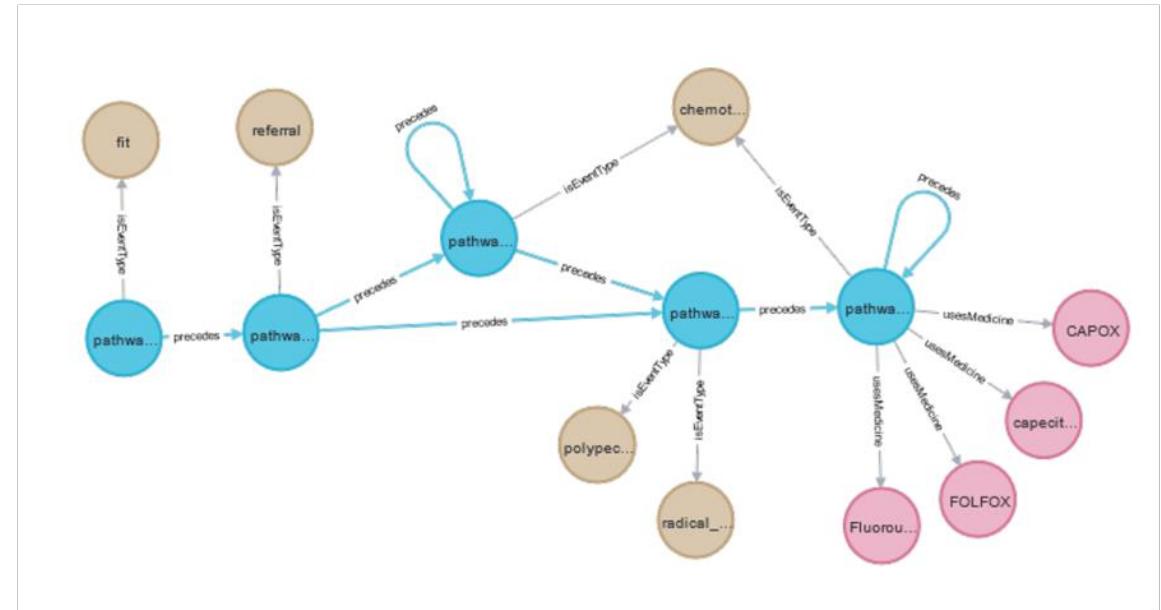 chemot...
fit
referral
precedes
isEventType
isEventType
isEventType
isEventType
precedes
pathwa...
precedes
precedes
pathwa...
precedes
pathwa...
precedes
pathwa...
precedes
pathwa...
usesMedicine
CAPOX
isEventType
isEventType
usesMedicine
usesMedicine
usesMedicine
capecit...
polypec...
FOLFOX
radical_...
Fluorou...